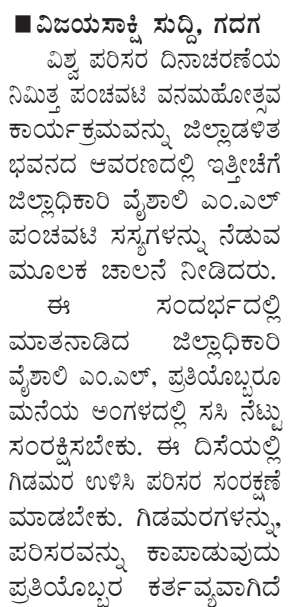 ■ ವಿಜಯಸಾಕ್ಷಿ ಸುದ್ದಿ, ಗದಗ
ವಿಶ್ವ ಪರಿಸರ ದಿನಾಚರಣೆಯ
ನಿಮಿತ್ತ ಪಂಚವಟಿ ವನಮಹೋತ್ಸವ
ಕಾರ್ಯಕ್ರಮವನ್ನು ಜಿಲ್ಲಾಡಳಿತ
ಭವನದ ಆವರಣದಲ್ಲಿ ಇತ್ತೀಚೆಗೆ
ಜಿಲ್ಲಾಧಿಕಾರಿ ವೈಶಾಲಿ ಎಂ.ಎಲ್
ಪಂಚವಟಿ ಸಸ್ಯಗಳನ್ನು ನೆಡುವ
ಮೂಲಕ ಚಾಲನೆ ನೀಡಿದರು.
ಈ ಸಂದರ್ಭದಲ್ಲಿ
ಮಾತನಾಡಿದ ಜಿಲ್ಲಾಧಿಕಾರಿ
ವೈಶಾಲಿ ಎಂ.ಎಲ್, ಪ್ರತಿಯೊಬ್ಬರೂ
ಮನೆಯ ಅಂಗಳದಲ್ಲಿ ಸಸಿ ನೆಟ್ಟು
ಸಂರಕ್ಷಿಸಬೇಕು. ಈ ದಿಸೆಯಲ್ಲಿ
ಗಿಡಮರ ಉಳಿಸಿ ಪರಿಸರ ಸಂರಕ್ಷಣೆ
ಮಾಡಬೇಕು. ಗಿಡಮರಗಳನ್ನು,
ಪರಿಸರವನ್ನು ಕಾಪಾಡುವುದು
ಪ್ರತಿಯೊಬ್ಬರ ಕರ್ತವ್ಯವಾಗಿದೆ